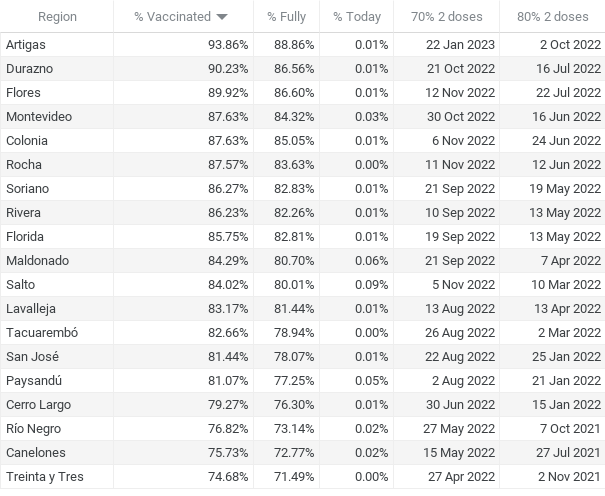 Region % Vaccinated % Fully % Today 70% 2 doses 80% 2 doses
Artigas 93.86% 88.86% 0.01% 22 Jan 2023 2 Oct 2022
Durazno 90.23% 86.56% 0.01% 21 Oct 2022 16 Jul 2022
Flores 89.92% 86.60% 0.01% 12 Nov 2022 22 Jul 2022
Montevideo 87.63% 84.32% 0.03% 30 Oct 2022 16 Jun 2022
Colonia 87.63% 85.05% 0.01% 6 Nov 2022 24 Jun 2022
Rocha 87.57% 83.63% 0.00% 11 Nov 2022 12 Jun 2022
Soriano 86.27% 82.83% 0.01% 21 Sep 2022 19 May 2022
Rivera 86.23% 82.26% 0.01% 10 Sep 2022 13 May 2022
Florida 85.75% 82.81% 0.01% 19 Sep 2022 13 May 2022
Maldonado 84.29% 80.70% 0.06% 21 Sep 2022 7 Apr 2022
Salto 84.02% 80.01% 0.09% 5 Nov 2022 10 Mar 2022
Lavalleja 83.17% 81.44% 0.01% 13 Aug 2022 13 Apr 2022
Tacuarembó 82.66% 78.94% 0.00% 26 Aug 2022 2 Mar 2022
San José 81.44% 78.07% 0.01% 22 Aug 2022 25 Jan 2022
Paysandú 81.07% 77.25% 0.05% 2 Aug 2022 21 Jan 2022
Cerro Largo 79.27% 76.30% 0.01% 30 Jun 2022 15 Jan 2022
Río Negro 76.82% 73.14% 0.02% 27 May 2022 7 Oct 2021
Canelones 75.73% 72.77% 0.02% 15 May 2022 27 Jul 2021
Treinta y Tres 74.68% 71.49% 0.00% 27 Apr 2022 2 Nov 2021